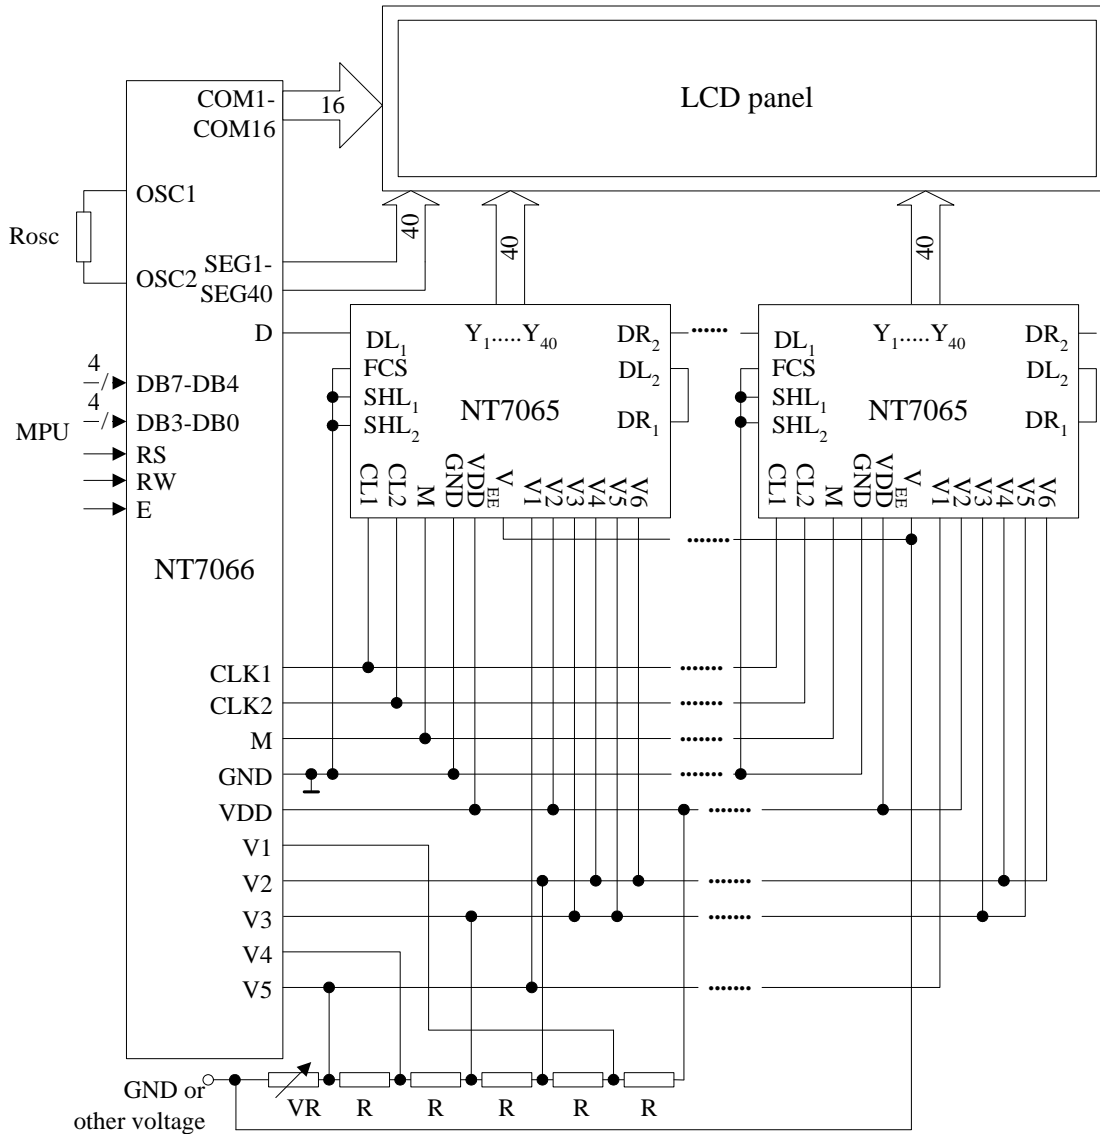 LCD panel
COM1-
COM16
16
OSC1
Rosc
OSC2
SEG1-
SEG40
40
40
40
D
DL1
Y1.....Y40
DR2
FCS
DL2
SHL1
NT7065
SHL2
DR1
CL1
CL2
M
GND
VDD
VEE
V1
V2
V3
V4
V5
V6
DL1
Y1.....Y40
DR2
FCS
DL2
SHL1
NT7065
SHL2
DR1
CL1
CL2
M
GND
VDD
VEE
V1
V2
V3
V4
V5
V6
4
DB7-DB4
4
MPU
DB3-DB0
RS
RW
E
NT7066
CLK1
CLK2
M
GND
VDD
V1
V2
V3
V4
V5
GND or
other voltage
VR
R
R
R
R
R